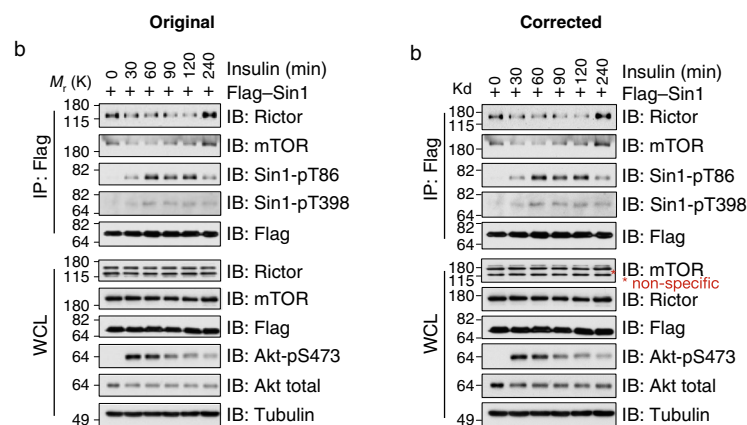 Original
b
0 30 60 90 120 240 Insulin (min)
Mr (K) + + + + + + Flag–Sin1
IP: Flag
180
115
IB: Rictor
180
IB: mTOR
82
IB: Sin1-pT86
82
64
IB: Sin1-pT398
82
64
IB: Flag
WCL
180
115
IB: Rictor
180
IB: mTOR
82
64
IB: Flag
64
IB: Akt-pS473
64
IB: Akt total
49
IB: Tubulin
Corrected
b
0 30 60 90 120 240 Insulin (min)
Kd + + + + + + Flag–Sin1
IP: Flag
180
115
IB: Rictor
180
IB: mTOR
82
IB: Sin1-pT86
82
64
IB: Sin1-pT398
82
64
IB: Flag
WCL
180
115
IB: mTOR
*
* non-specific
180
IB: Rictor
82
64
IB: Flag
64
IB: Akt-pS473
64
IB: Akt total
49
IB: Tubulin